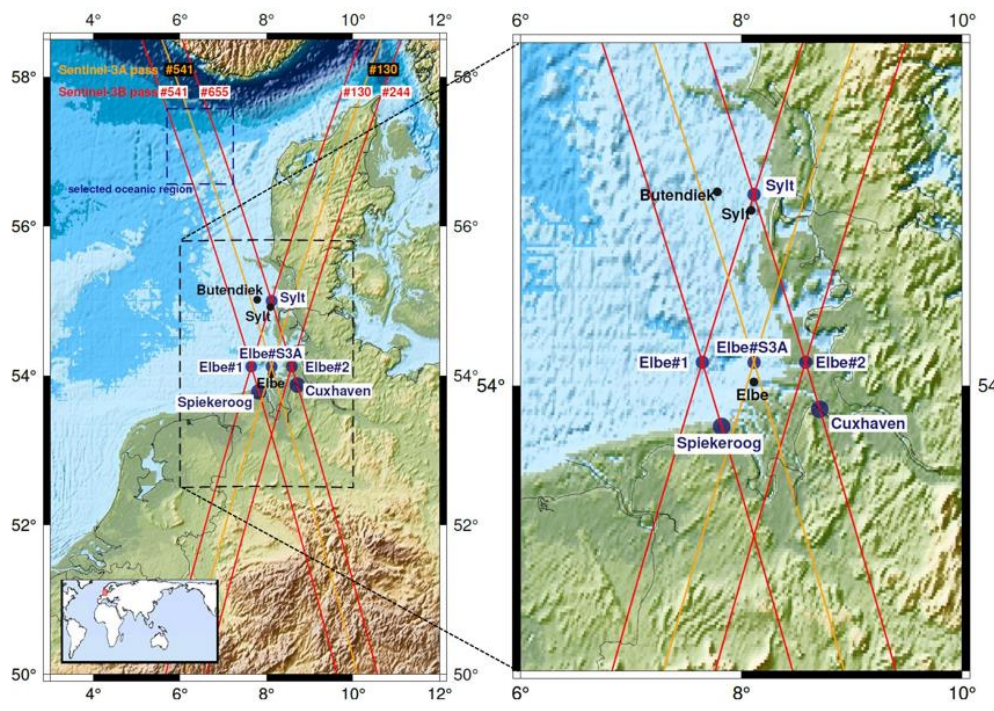 4° 6° 8° 10° 12°
58°
56°
54°
52°
50°
Sentinel-3A pass #541 #130
58°
Sentinel-3B pass #541 #655 #130 #244
selected oceanic region
56°
Butendiek
Sylt
Sylt
Elbe#S3A
Elbe#1
Elbe#2
54°
Elbe
Spiekeroog
Cuxhaven
52°
50°
4° 6° 8° 10° 12°
6° 8° 10°
Butendiek
Sylt
Sylt
Elbe#1
Elbe#S3A
Elbe#2
54°
54°
Elbe
Cuxhaven
Spiekeroog
6° 8° 10°